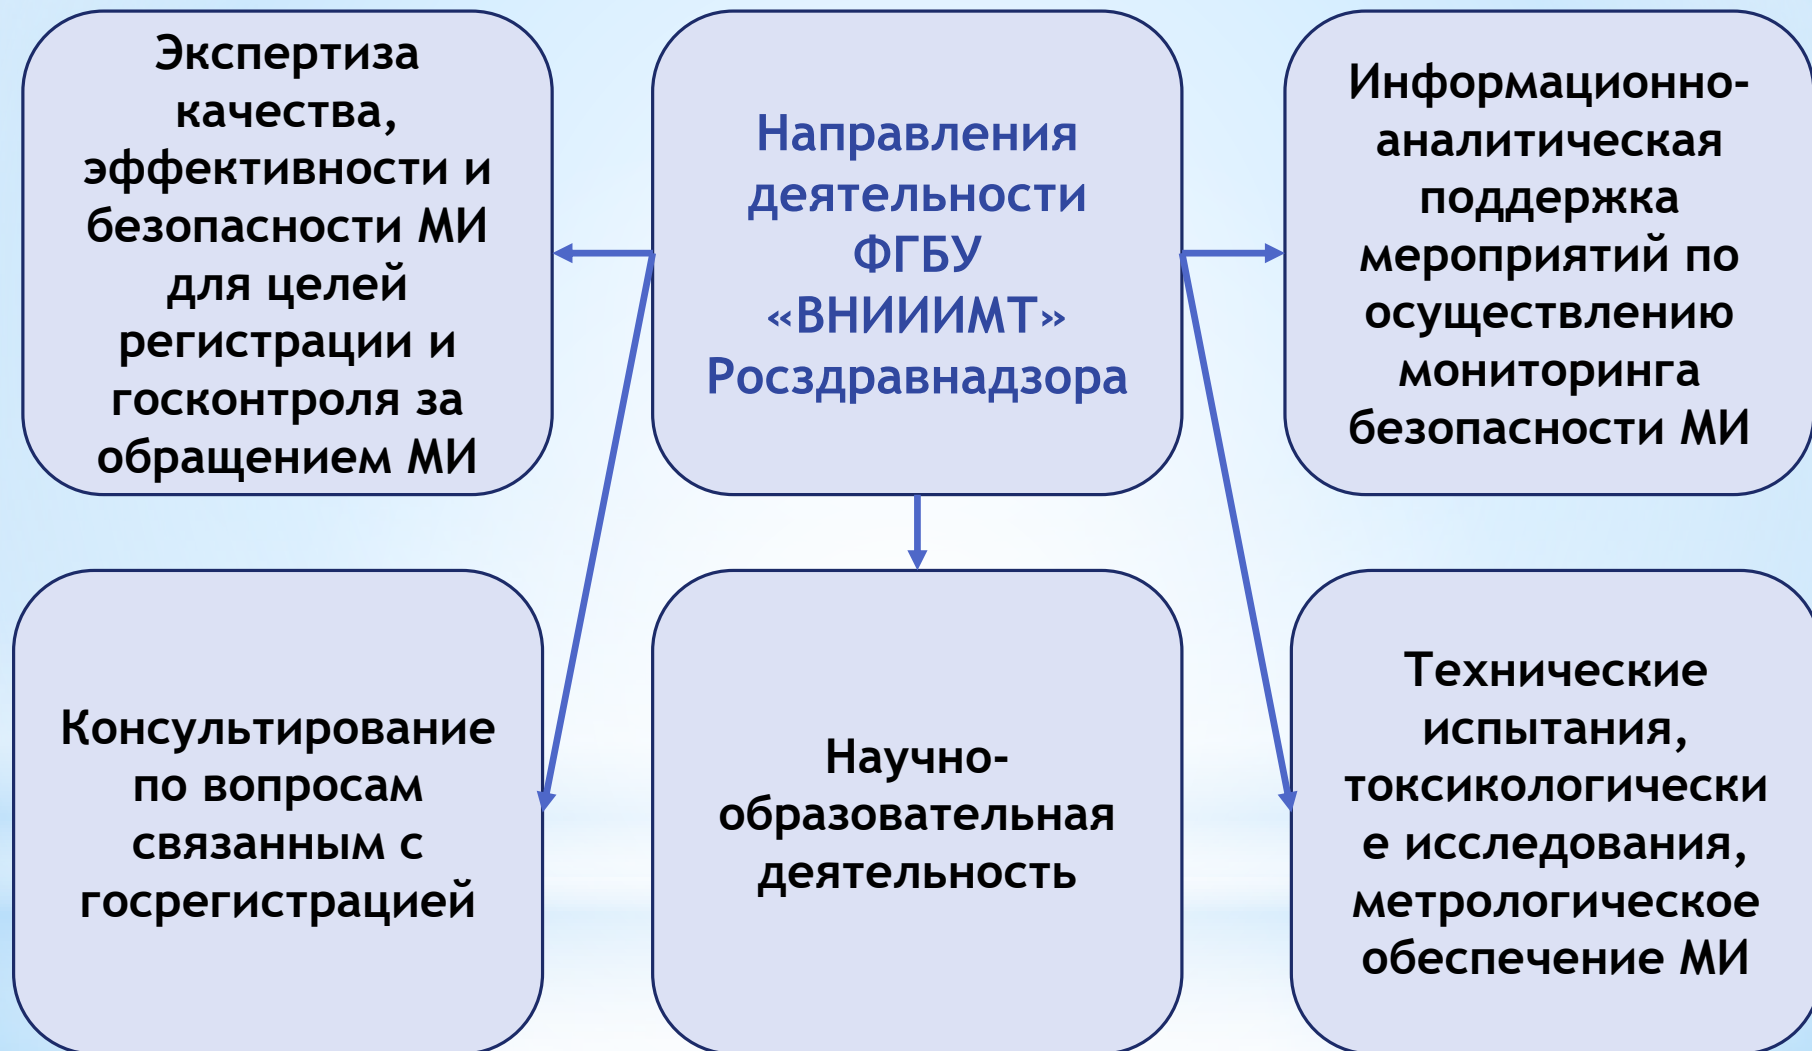 Экспертиза
качества,
эффективности и
безопасности МИ
для целей
регистрации и
госконтроля за
обращением МИ
Направления
деятельности
ФГБУ
«ВНИИИМТ»
Росздравнадзора
Информационно-
аналитическая
поддержка
мероприятий по
осуществлению
мониторинга
безопасности МИ
Консультирование
по вопросам
связанным с
госрегистрацией
Научно-
образовательная
деятельность
Технические
испытания,
токсикологически
е исследования,
метрологическое
обеспечение МИ